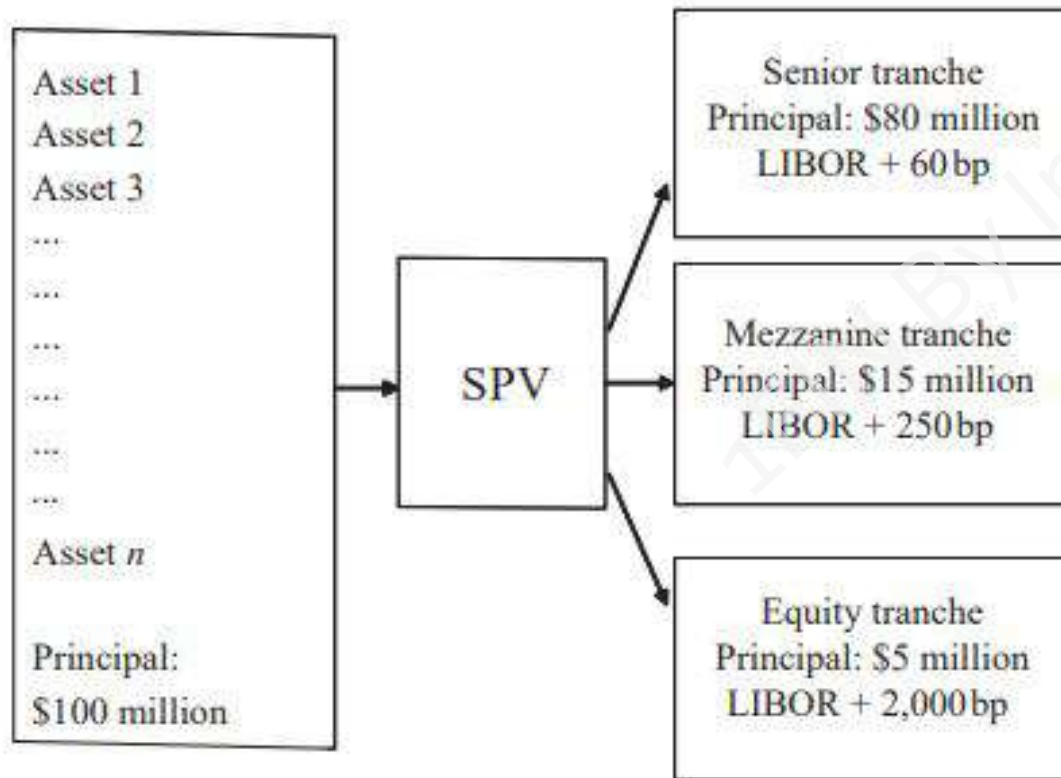 Asset 1
Asset 2
Asset 3
...
...
...
...
...
...
Asset n
Principal:
$100 million
SPV
Senior tranche
Principal: $80 million
LIBOR + 60 bp
Mezzanine tranche
Principal: $15 million
LIBOR + 250 bp
Equity tranche
Principal: $5 million
LIBOR + 2,000 bp